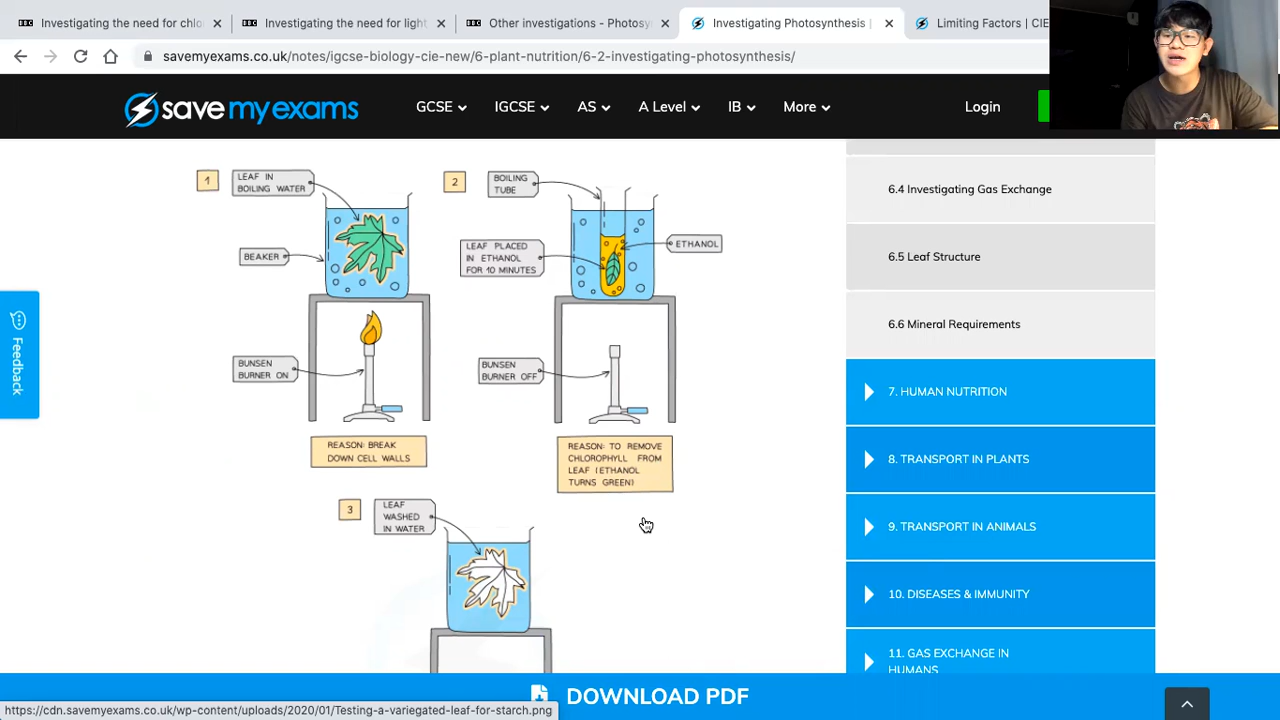 Investigating the need for chlo
Investigating the need for light
Other investigations - Photosy
Investigating Photosynthesis |
Limiting Factors | CIE
savemyexams.co.uk/notes/igcse-biology-cie-new/6-plant-nutrition/6-2-investigating-photosynthesis/
save my exams
GCSE
IGCSE
AS
A Level
IB
More
Login
1
LEAF IN
BOILING WATER
BEAKER
BUNSEN
BURNER ON
REASON: BREAK
DOWN CELL WALLS
2
BOILING
TUBE
LEAF PLACED
IN ETHANOL
FOR 10 MINUTES
ETHANOL
BUNSEN
BURNER OFF
REASON: TO REMOVE
CHLOROPHYLL FROM
LEAF (ETHANOL
TURNS GREEN)
3
LEAF
WASHED
IN WATER
Feedback
6.4 Investigating Gas Exchange
6.5 Leaf Structure
6.6 Mineral Requirements
7. HUMAN NUTRITION
8. TRANSPORT IN PLANTS
9. TRANSPORT IN ANIMALS
10. DISEASES & IMMUNITY
11. GAS EXCHANGE IN
HUMANS
DOWNLOAD PDF
https://cdn.savemyexams.co.uk/wp-content/uploads/2020/01/Testing-a-variegated-leaf-for-starch.png